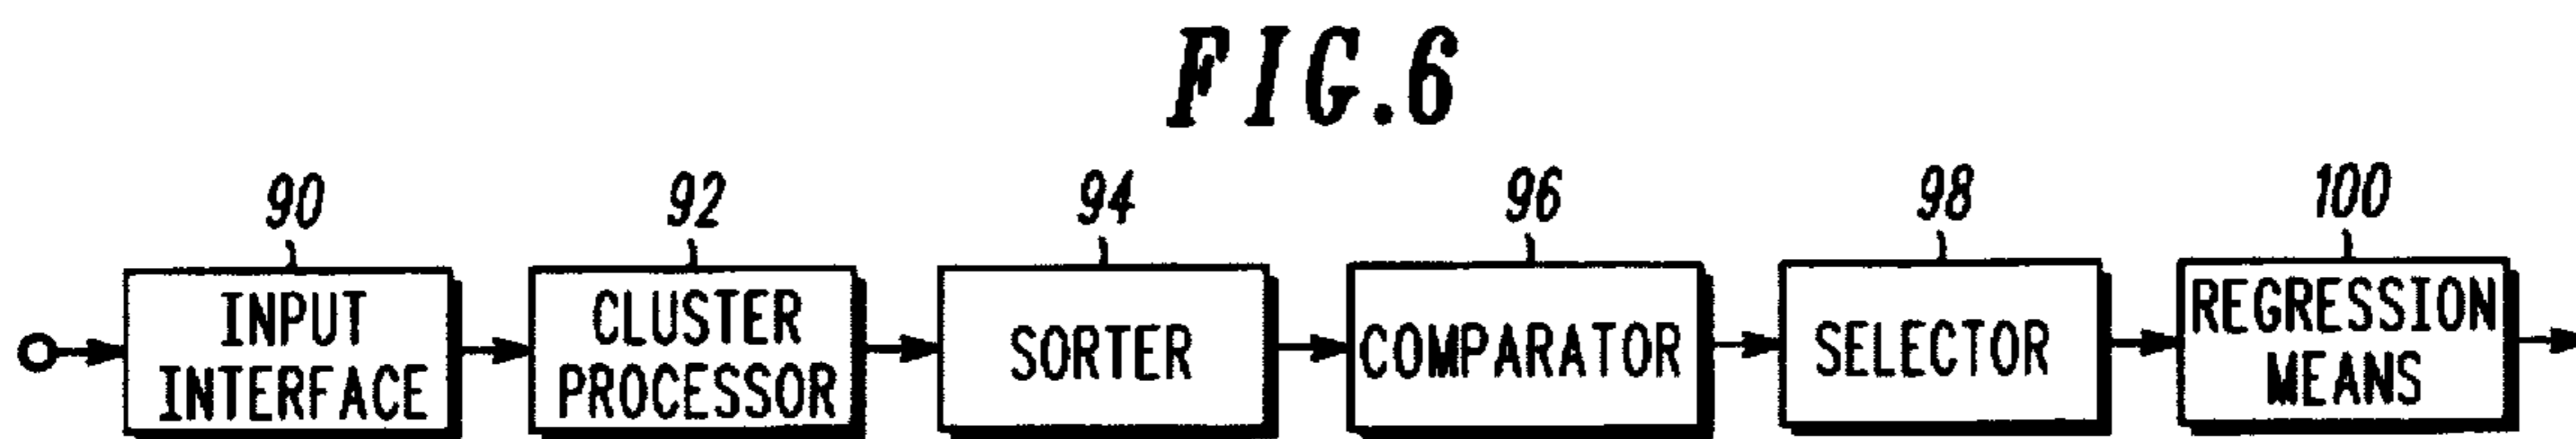 FIG.6
90 92 94 96 98 100
INPUT INTERFACE
CLUSTER PROCESSOR
SORTER
COMPARATOR
SELECTOR
REGRESSION MEANS